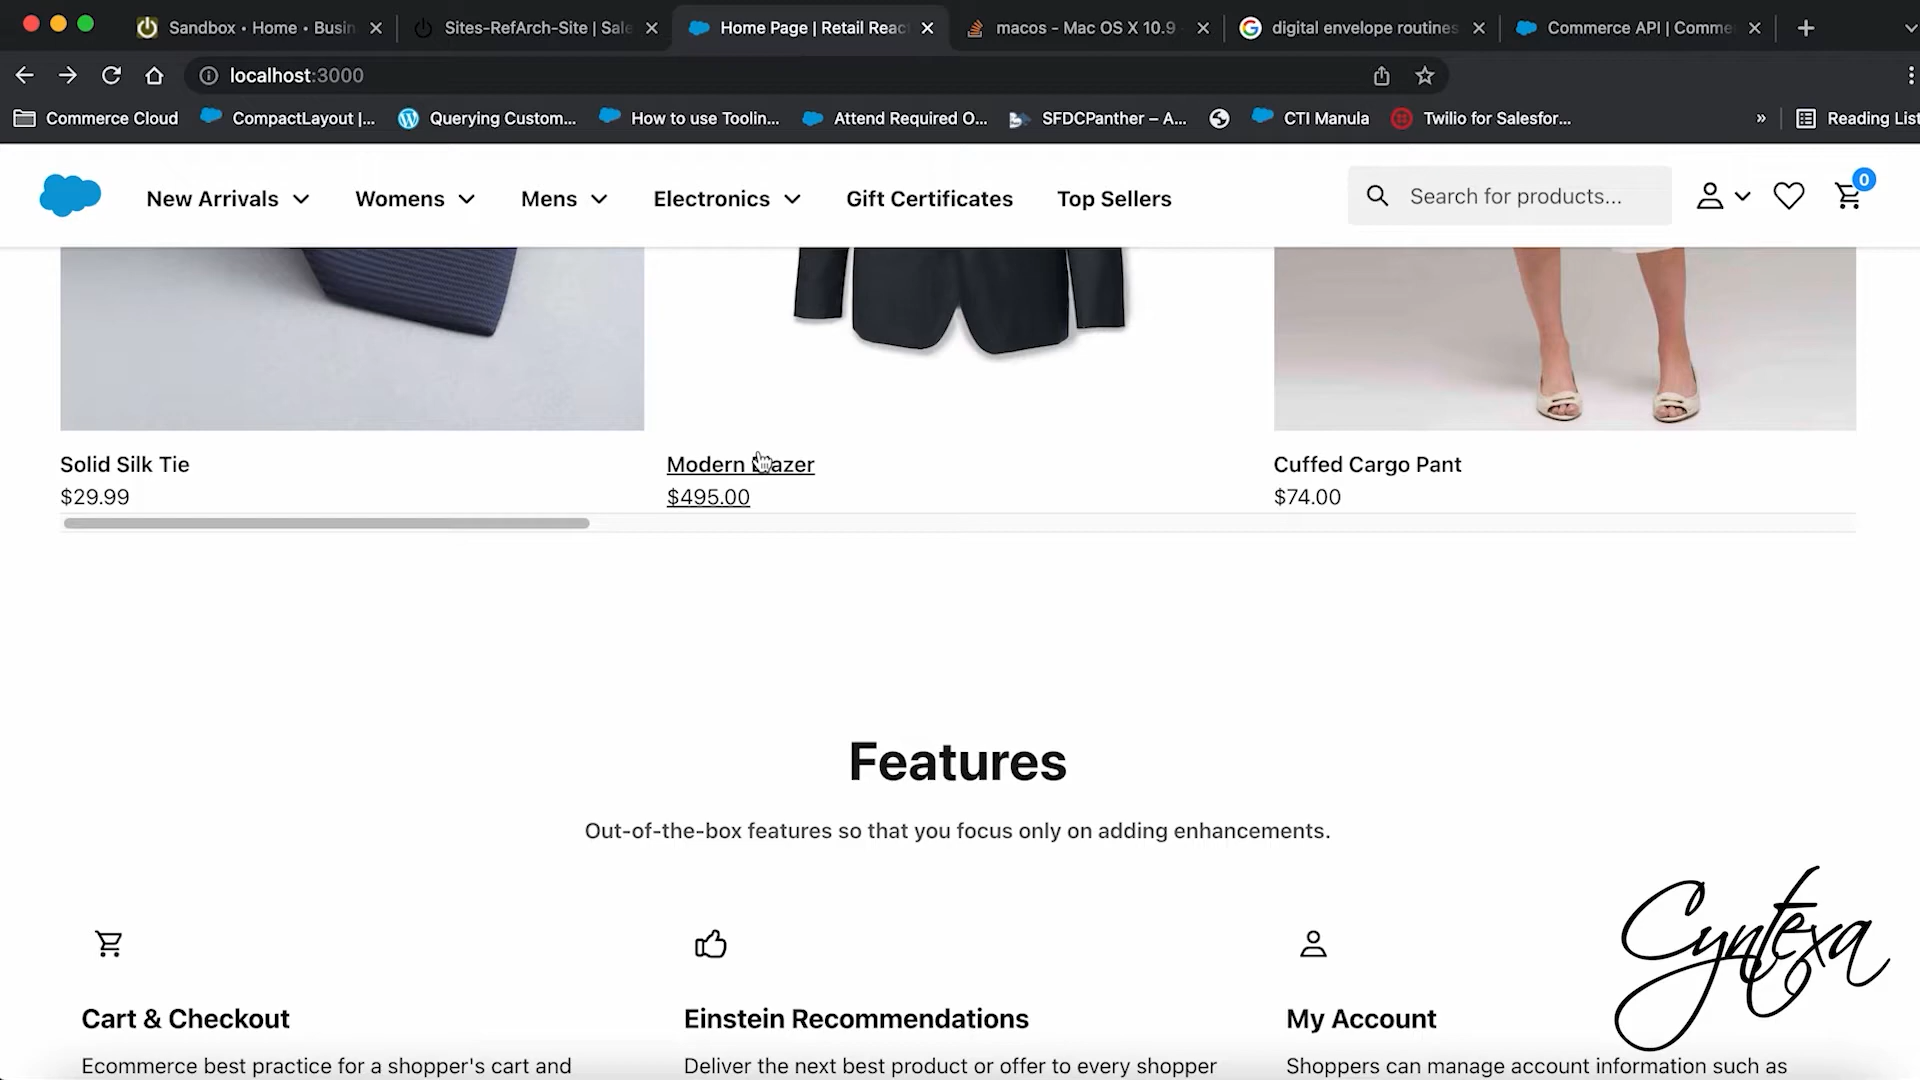 Sandbox • Home • Busin
Sites-RefArch-Site | Sale
Home Page | Retail Reac
macos - Mac OS X 10.9
digital envelope routines
Commerce API | Comme
localhost:3000
Commerce Cloud
CompactLayout |...
Querying Custom...
How to use Toolin...
Attend Required O...
SFDCPanther – A...
CTI Manula
Twilio for Salesfor...
»
Reading List
New Arrivals
Womens
Mens
Electronics
Gift Certificates
Top Sellers
Search for products...
0
Solid Silk Tie
$29.99
Modern Blazer
$495.00
Cuffed Cargo Pant
$74.00
Features
Out-of-the-box features so that you focus only on adding enhancements.
Cyntexa
Cart & Checkout
Ecommerce best practice for a shopper's cart and
Einstein Recommendations
Deliver the next best product or offer to every shopper
My Account
Shoppers can manage account information such as